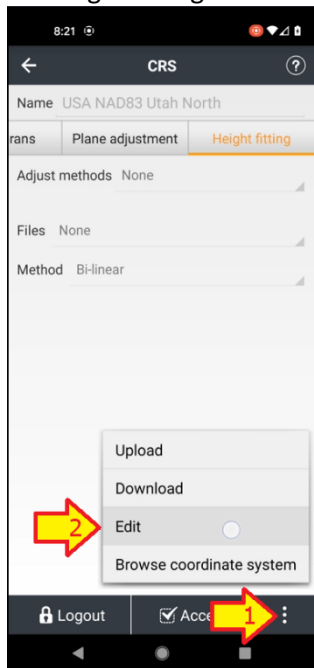 8:21
CRS
Name USA NAD83 Utah North
rans Plane adjustment Height fitting
Adjust methods None
Files None
Method Bi-linear
Upload
Download
2 Edit
Browse coordinate system
Logout Acce 1